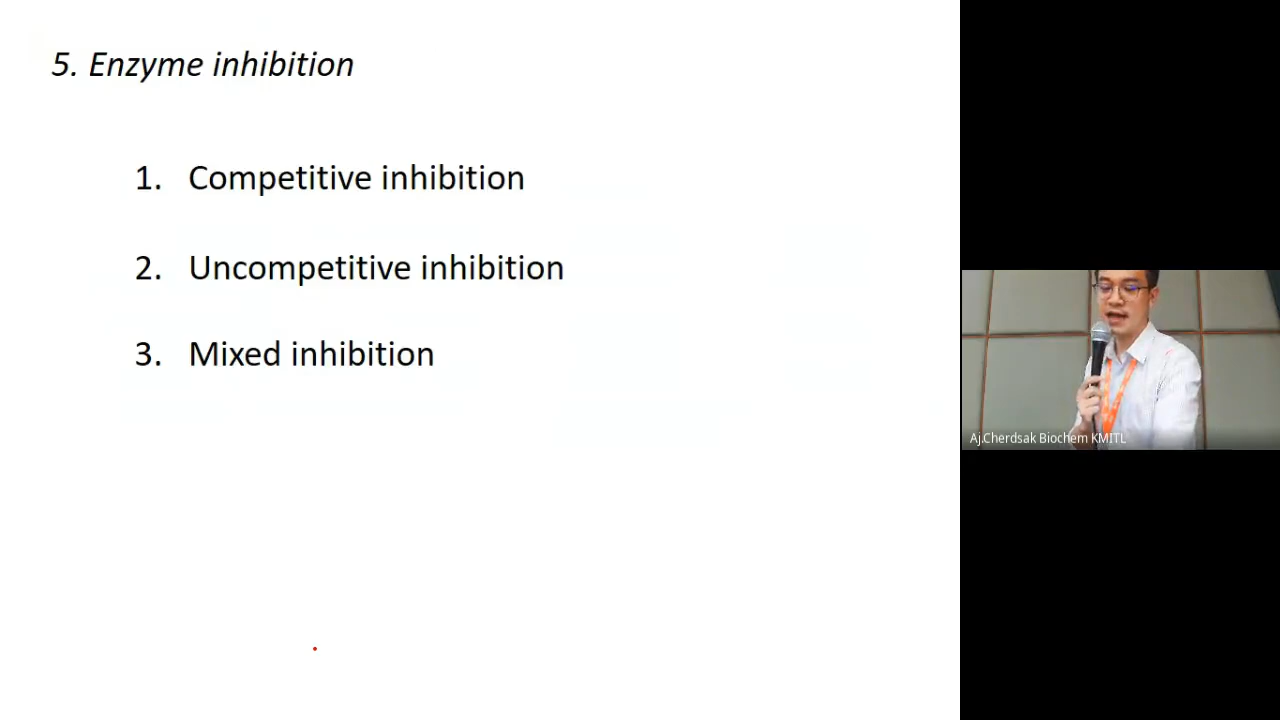 5. Enzyme inhibition
1. Competitive inhibition
2. Uncompetitive inhibition
3. Mixed inhibition
Aj.Cherdsak Biochem KMITL